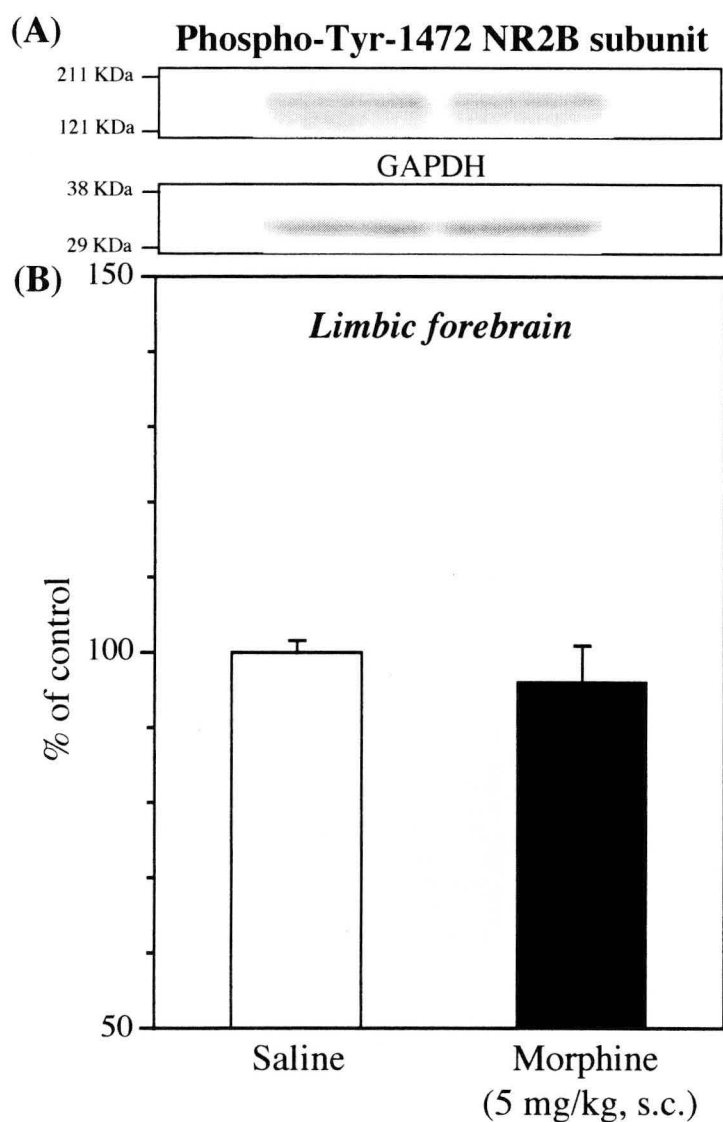 (A) Phospho-Tyr-1472 NR2B subunit
211 KDa
121 KDa
GAPDH
38 KDa
29 KDa
(B)
150
Limbic forebrain
100
% of control
50
Saline Morphine
(5 mg/kg, s.c.)